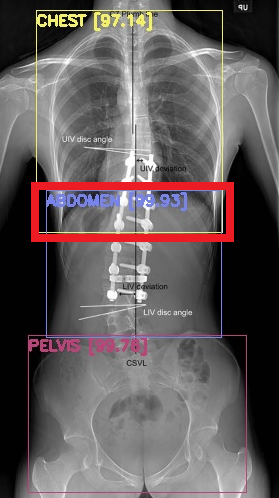 PU
CHEST [97.14]
UIV disc angle
UIV deviation
ABDOMEN [99.93]
LIV deviation
LIV disc angle
PELVIS [99.78]
CSVL